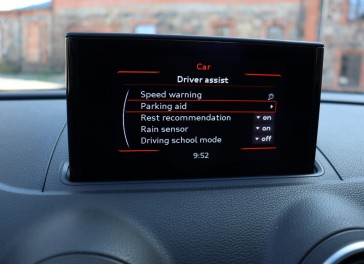 Car
Driver assist
Speed warning
Parking aid
Rest recommendation on
Rain sensor on
Driving school mode off
9:52